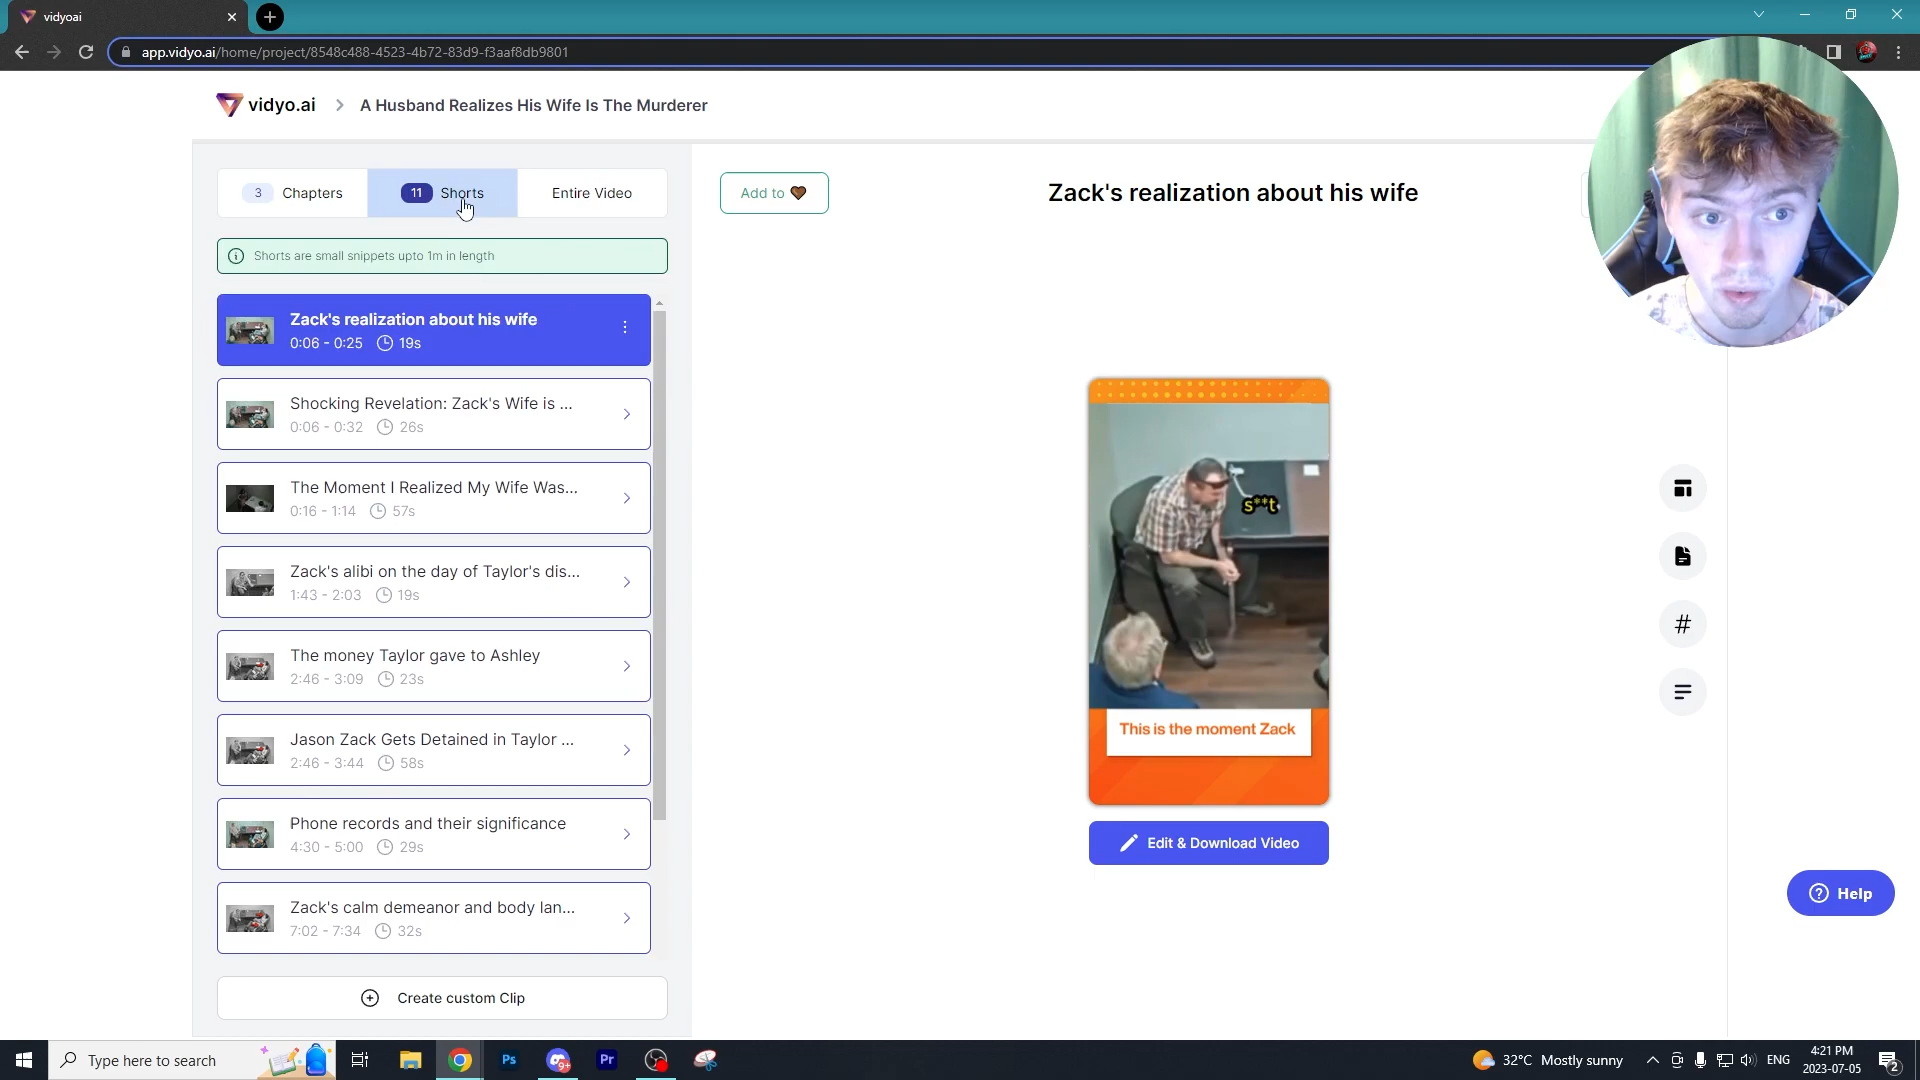 vidyoai
app.vidyo.ai/home/project/8548c488-4523-4b72-83d9-f3aaf8db9801
vidyo.ai > A Husband Realizes His Wife Is The Murderer
3 Chapters
11 Shorts
Entire Video
Shorts are small snippets upto 1m in length
Zack's realization about his wife
0:06 - 0:25 19s
Shocking Revelation: Zack's Wife is ...
0:06 - 0:32 26s
The Moment I Realized My Wife Was...
0:16 - 1:14 57s
Zack's alibi on the day of Taylor's dis...
1:43 - 2:03 19s
The money Taylor gave to Ashley
2:46 - 3:09 23s
Jason Zack Gets Detained in Taylor ...
2:46 - 3:44 58s
Phone records and their significance
4:30 - 5:00 29s
Zack's calm demeanor and body lan...
7:02 - 7:34 32s
Create custom Clip
Add to
Zack's realization about his wife
s**t
This is the moment Zack
Edit & Download Video
#
? Help
Type here to search
Ps
9+
Pr
32°C Mostly sunny
ENG
4:21 PM
2023-07-05
2